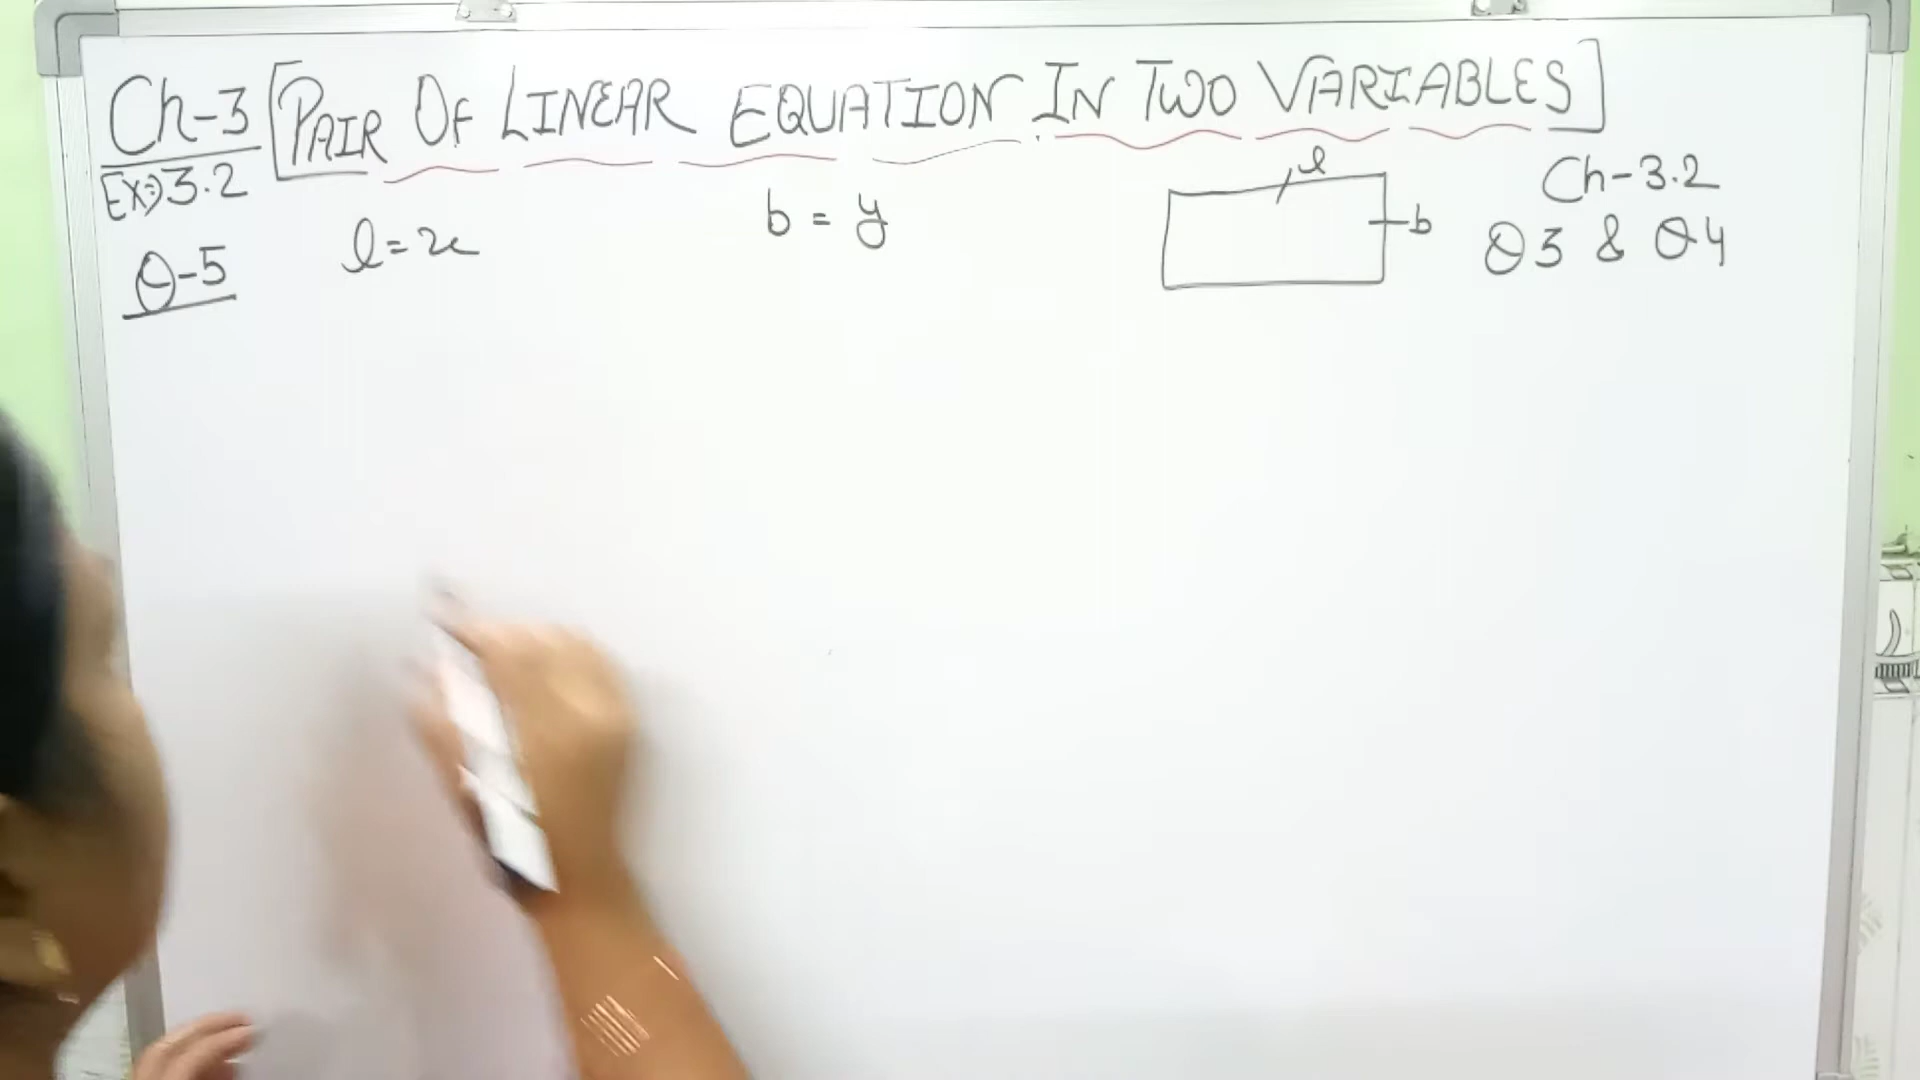 Ch-3 [PAIR OF LINEAR EQUATION IN TWO VARIABLES]
Ex⇒3.2
Q-5
l = x
b = y
l
b
Ch-3.2
Q3 & Q4